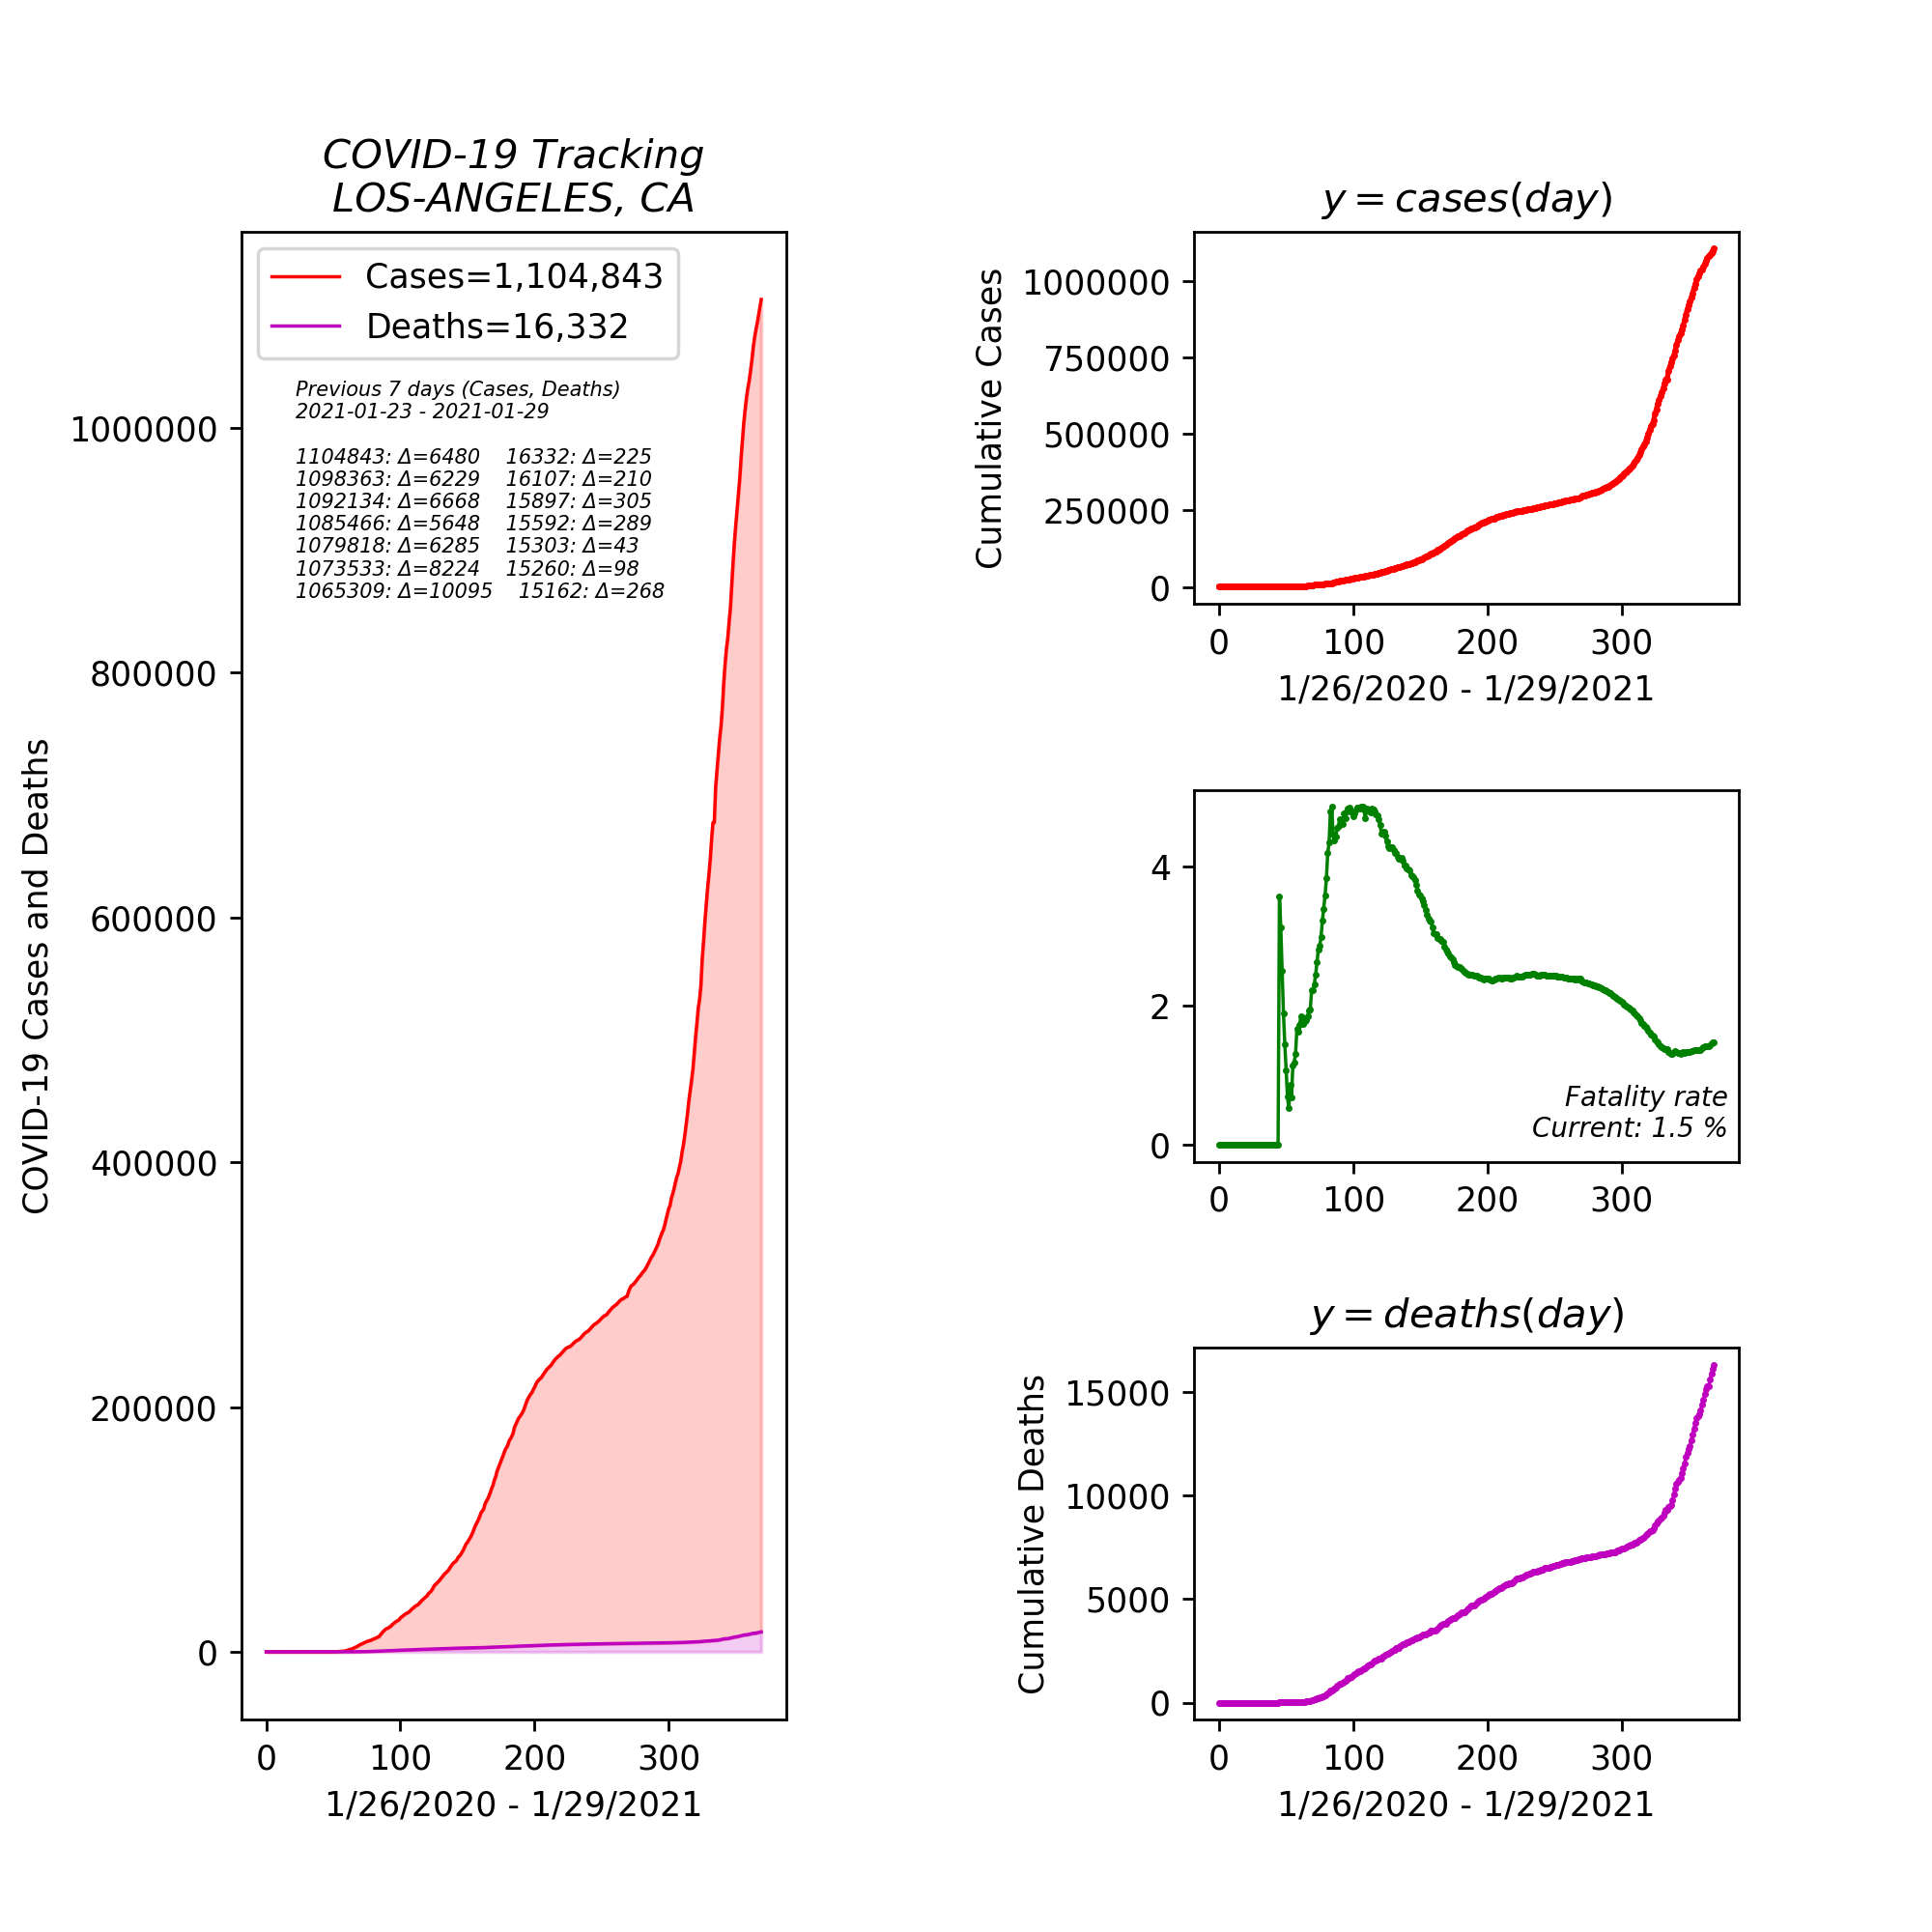 COVID-19 Tracking
LOS-ANGELES, CA
Cases=1,104,843
Deaths=16,332
Previous 7 days (Cases, Deaths)
2021-01-23 - 2021-01-29
1104843: Δ=6480 16332: Δ=225
1098363: Δ=6229 16107: Δ=210
1092134: Δ=6668 15897: Δ=305
1085466: Δ=5648 15592: Δ=289
1079818: Δ=6285 15303: Δ=43
1073533: Δ=8224 15260: Δ=98
1065309: Δ=10095 15162: Δ=268
COVID-19 Cases and Deaths
1000000
800000
600000
400000
200000
0
0 100 200 300
1/26/2020 - 1/29/2021
y = cases(day)
Cumulative Cases
1000000
750000
500000
250000
0
0 100 200 300
1/26/2020 - 1/29/2021
4
2
0
Fatality rate
Current: 1.5 %
0 100 200 300
y = deaths(day)
Cumulative Deaths
15000
10000
5000
0
0 100 200 300
1/26/2020 - 1/29/2021